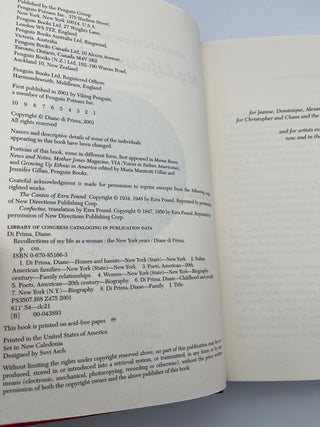 Published by the Penguin Group
Penguin Putnam Inc., 375 Hudson Street,
New York, New York 10014, U.S.A.
Penguin Books Ltd, 27 Wrights Lane,
London W8 5TZ, England
Penguin Books Australia Ltd, Ringwood,
Victoria, Australia
Penguin Books Canada Ltd, 10 Alcorn Avenue,
Toronto, Ontario, Canada M4V 3B2
Penguin Books (N.Z.) Ltd, 182–190 Wairau Road,
Auckland 10, New Zealand
Penguin Books Ltd, Registered Offices:
Harmondsworth, Middlesex, England
First published in 2001 by Viking Penguin,
a member of Penguin Putnam Inc.
10 9 8 7 6 5 4 3 2 1
Copyright © Diane di Prima, 2001
All rights reserved
Names and descriptive details of some of the individuals
appearing in this book have been changed.
Portions of this book, some in different form, first appeared in Mama Bears
News and Notes, Mother Jones Magazine, VIA (Voices in Italian Americana),
and Growing Up Ethnic in America edited by Maria Mazziotti Gillan and
Jennifer Gillan, Penguin Books.
Grateful acknowledgment is made for permission to reprint excerpts from the following copy-
righted works:
The Cantos of Ezra Pound. Copyright © 1934, 1948 by Ezra Pound. By permission
of New Directions Publishing Corp.
Confucius, translation by Ezra Pound. Copyright © 1947, 1950 by Ezra Pound. By per-
mission of New Directions Publishing Corp.
LIBRARY OF CONGRESS CATALOGING IN PUBLICATION DATA
Di Prima, Diane.
Recollections of my life as a woman : the New York years / Diane di Prima.
p. cm.
ISBN 0-670-85166-3
1. Di Prima, Diane—Homes and haunts—New York (State)—New York. 2. Italian
American families—New York (State)—New York. 3. Poets, American—20th
century—Family relationships. 4. Women—New York (State)—New York—Biography.
5. Poets, American—20th century—Biography. 6. Di Prima, Diane—Childhood and youth.
7. New York (N.Y.)—Biography. 8. Di Prima, Diane—Family I. Title.
PS3507.I68 Z475 2001
811'.54—dc21
[B] 00-043893
This book is printed on acid-free paper.
Printed in the United States of America
Set in New Caledonia
Designed by Suvi Asch
Without limiting the rights under copyright reserved above, no part of this publication may be re-
produced, stored in or introduced into a retrieval system, or transmitted, in any form or by any
means (electronic, mechanical, photocopying, recording or otherwise), without the prior written
permission of both the copyright owner and the above publisher of this book.
for Jeanne, Dominique, Alexand
for Christopher and Chani and the
and for artists ev
now and in th